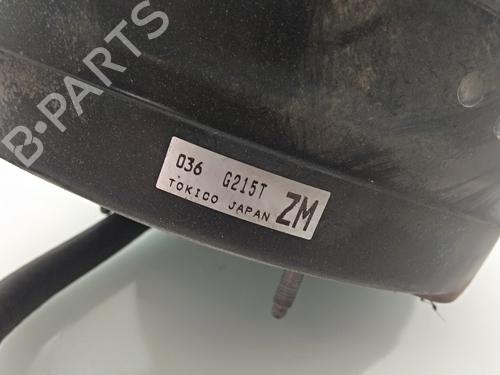 B-PARTS
036 G215T
TOKICO JAPAN ZM